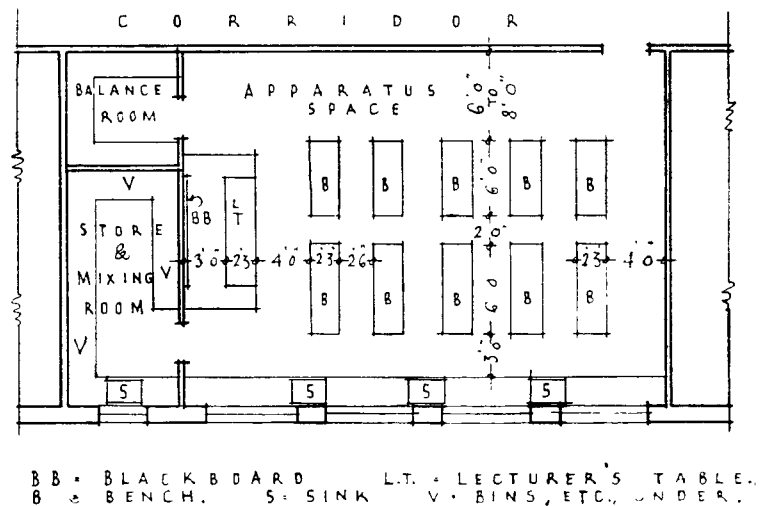 CORRIDOR
BALANCE
ROOM
APPARATUS
SPACE
6'0"
TO
8'0"
B B B B B
6'0"
V
BB
L
T
STORE
&
MIXING
ROOM
V
V
2'0"
3'0" 2'3" 4'0" 2'3" 2'6" 2'3" 4'0"
B B B B B
6'0"
3'0"
S S S S
BB = BLACKBOARD L.T. = LECTURER'S TABLE.
B = BENCH. S = SINK V = BINS, ETC., UNDER.